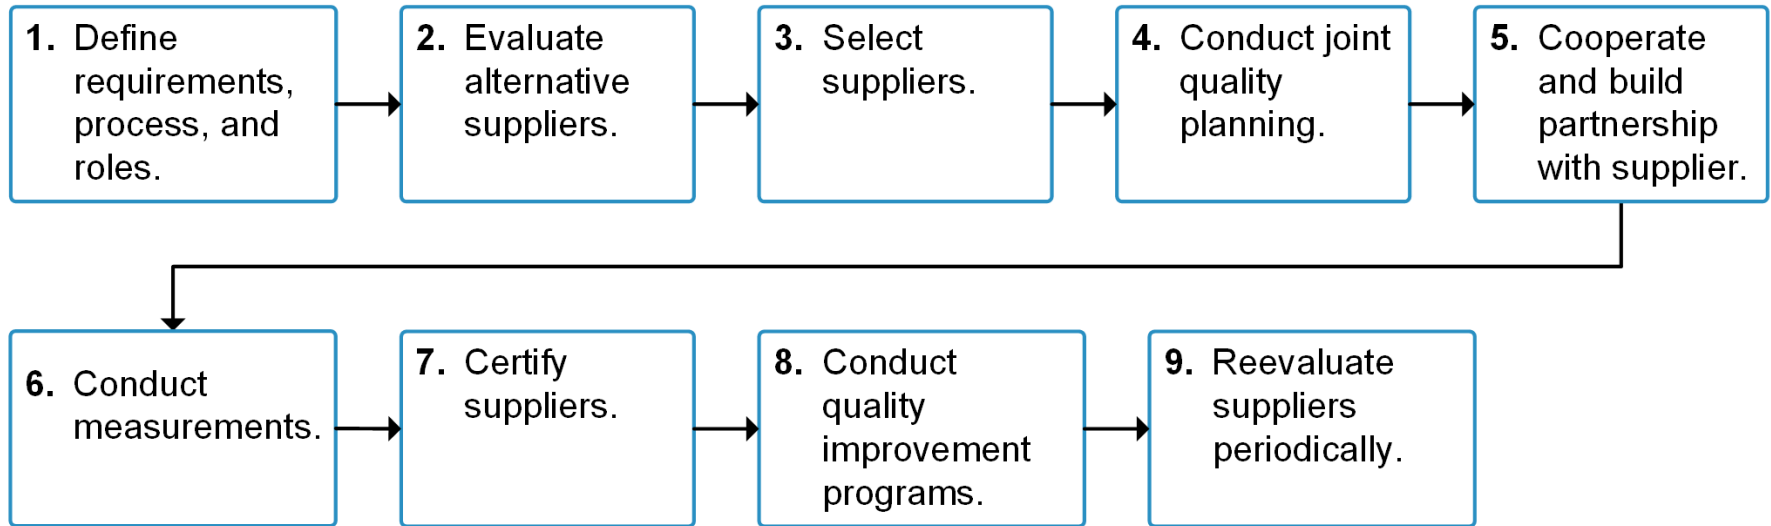 1. Define
requirements,
process, and
roles.
2. Evaluate
alternative
suppliers.
3. Select
suppliers.
4. Conduct joint
quality
planning.
5. Cooperate
and build
partnership
with supplier.
6. Conduct
measurements.
7. Certify
suppliers.
8. Conduct
quality
improvement
programs.
9. Reevaluate
suppliers
periodically.